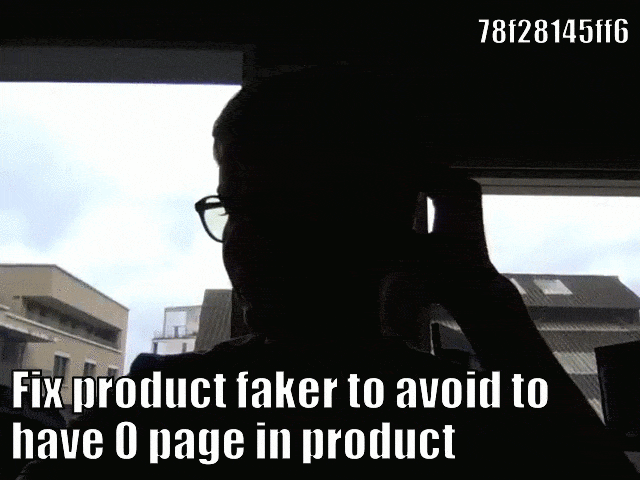 78f28145ff6
Fix product faker to avoid to
have 0 page in product